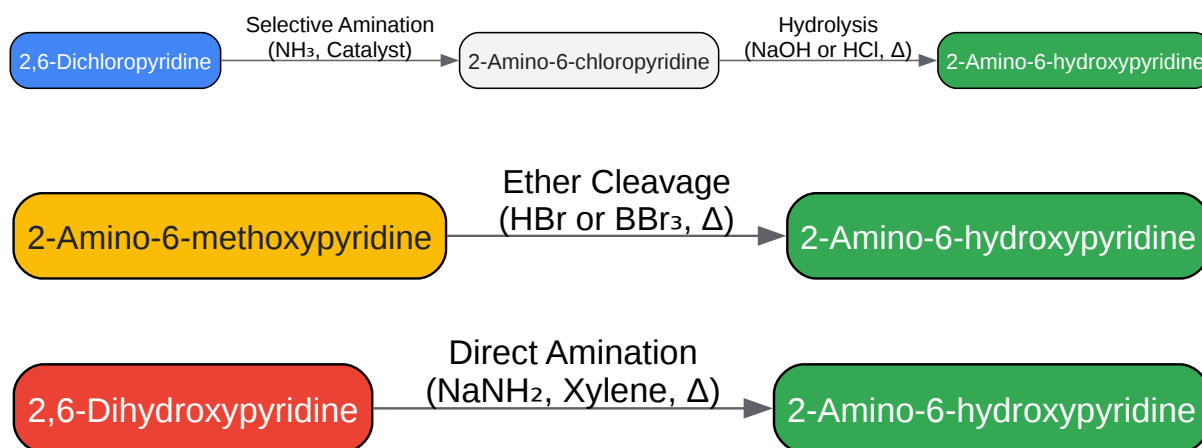 2,6-Dichloropyridine
Selective Amination
(NH₃, Catalyst)
2-Amino-6-chloropyridine
Hydrolysis
(NaOH or HCl, Δ)
2-Amino-6-hydroxypyridine
2-Amino-6-methoxypyridine
Ether Cleavage
(HBr or BBr₃, Δ)
2-Amino-6-hydroxypyridine
2,6-Dihydroxypyridine
Direct Amination
(NaNH₂, Xylene, Δ)
2-Amino-6-hydroxypyridine